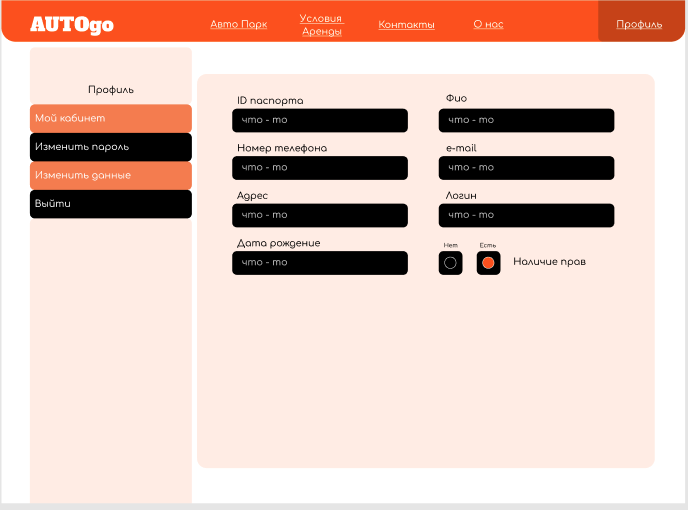 AUTOgo
Авто Парк
Условия
Аренды
Контакты
О нас
Профиль
Профиль
Мой кабинет
Изменить пароль
Изменить данные
Выйти
ID паспорта
Фио
что - то
что - то
Номер телефона
e-mail
что - то
что - то
Адрес
Логин
что - то
что - то
Дата рождение
Нет
Есть
что - то
Наличие прав